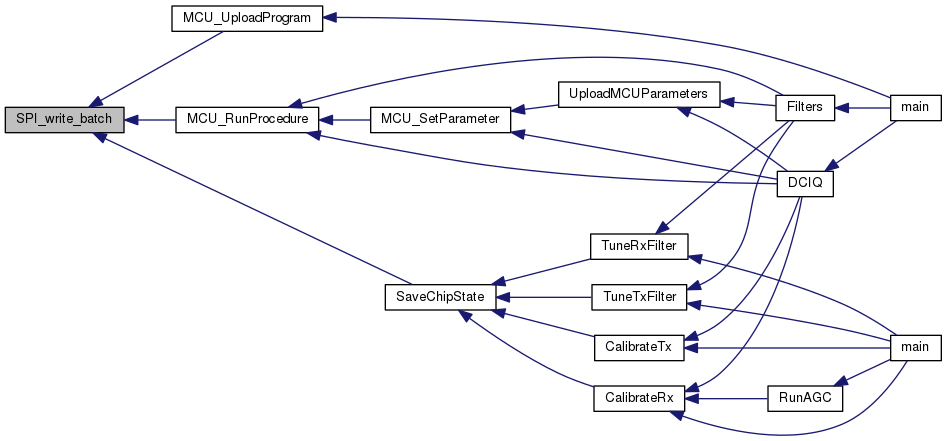 MCU_UploadProgram
UploadMCUParameters
SPI_write_batch
MCU_RunProcedure
MCU_SetParameter
Filters
main
DCIQ
TuneRxFilter
SaveChipState
TuneTxFilter
CalibrateTx
main
CalibrateRx
RunAGC